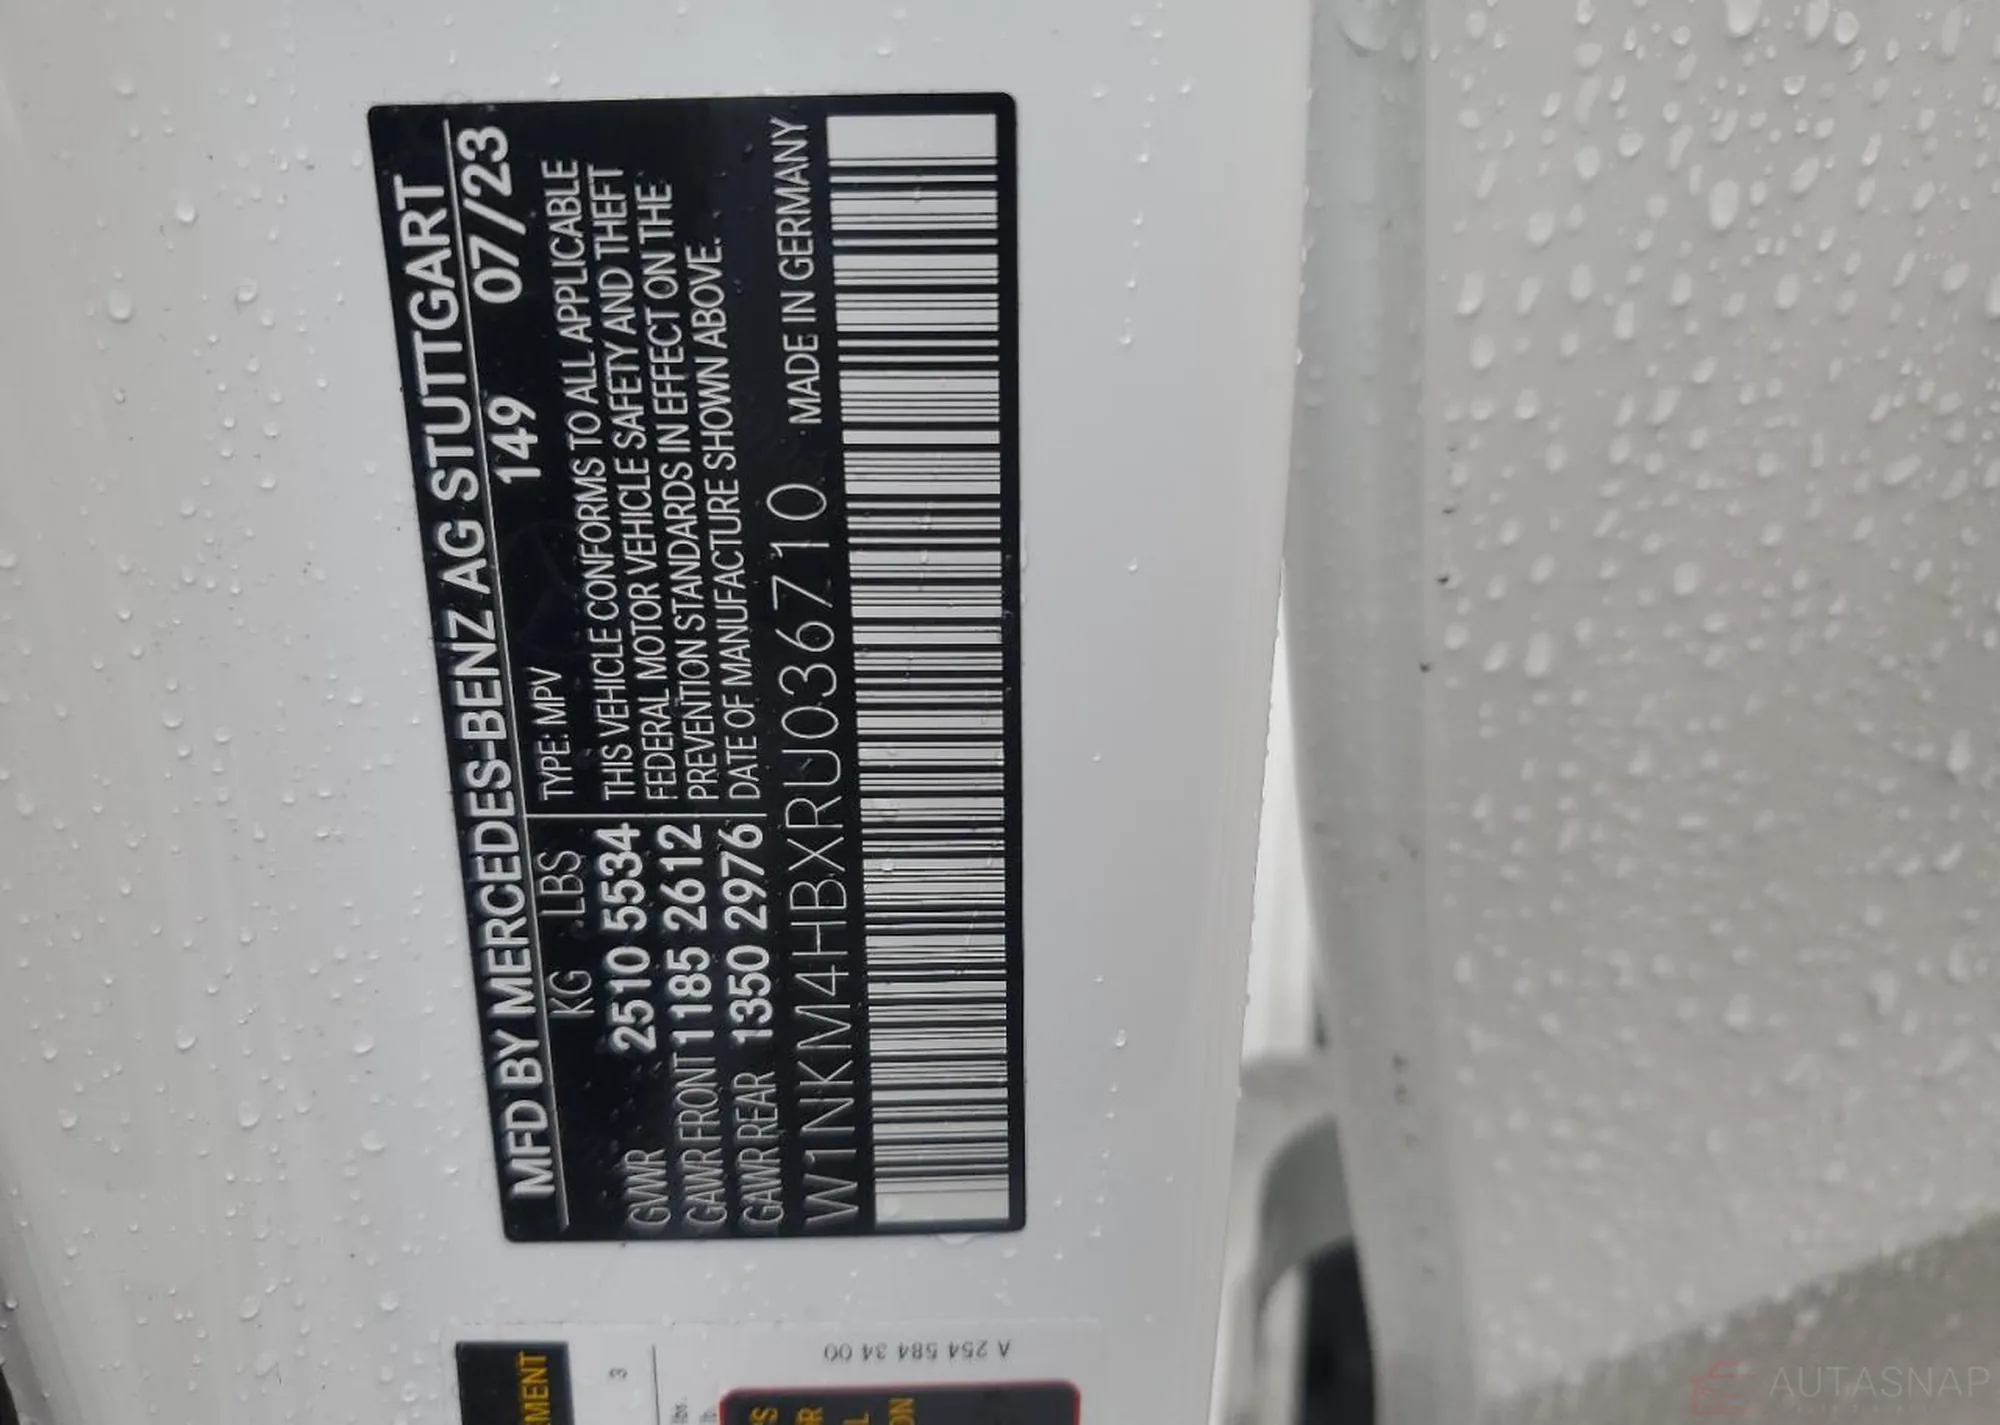 MFD BY MERCEDES-BENZ AG STUTTGART
KG LBS TYPE: MPV 149 07/23
GVWR 2510 5534 THIS VEHICLE CONFORMS TO ALL APPLICABLE
GAWR FRONT 1185 2612 FEDERAL MOTOR VEHICLE SAFETY AND THEFT
GAWR REAR 1350 2976 PREVENTION STANDARDS IN EFFECT ON THE
DATE OF MANUFACTURE SHOWN ABOVE.
W1NKM4HBXRU036710 MADE IN GERMANY
A 254 584 34 00
3
AUTASNAP